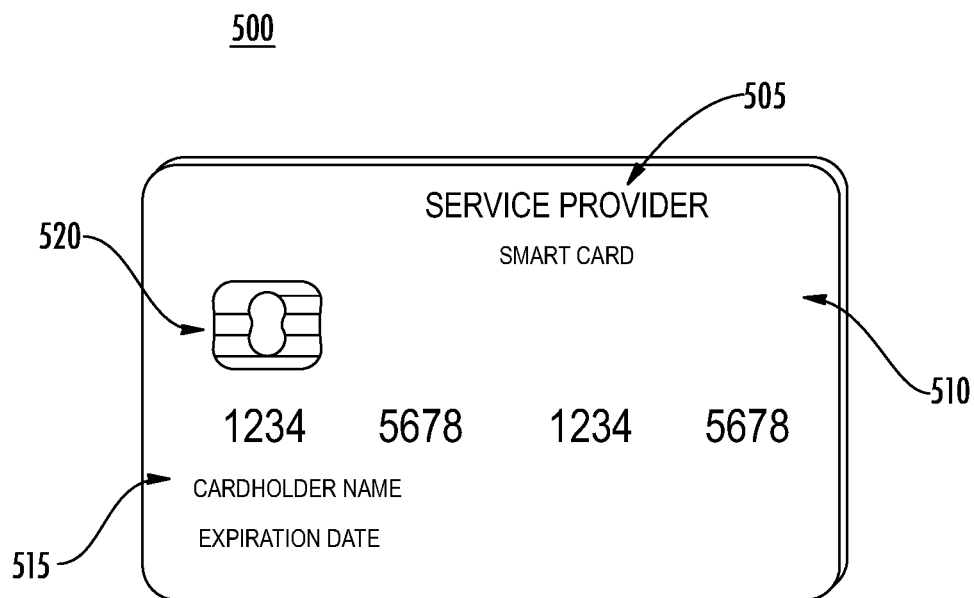 500
505
SERVICE PROVIDER
520
SMART CARD
510
1234 5678 1234 5678
CARDHOLDER NAME
EXPIRATION DATE
515